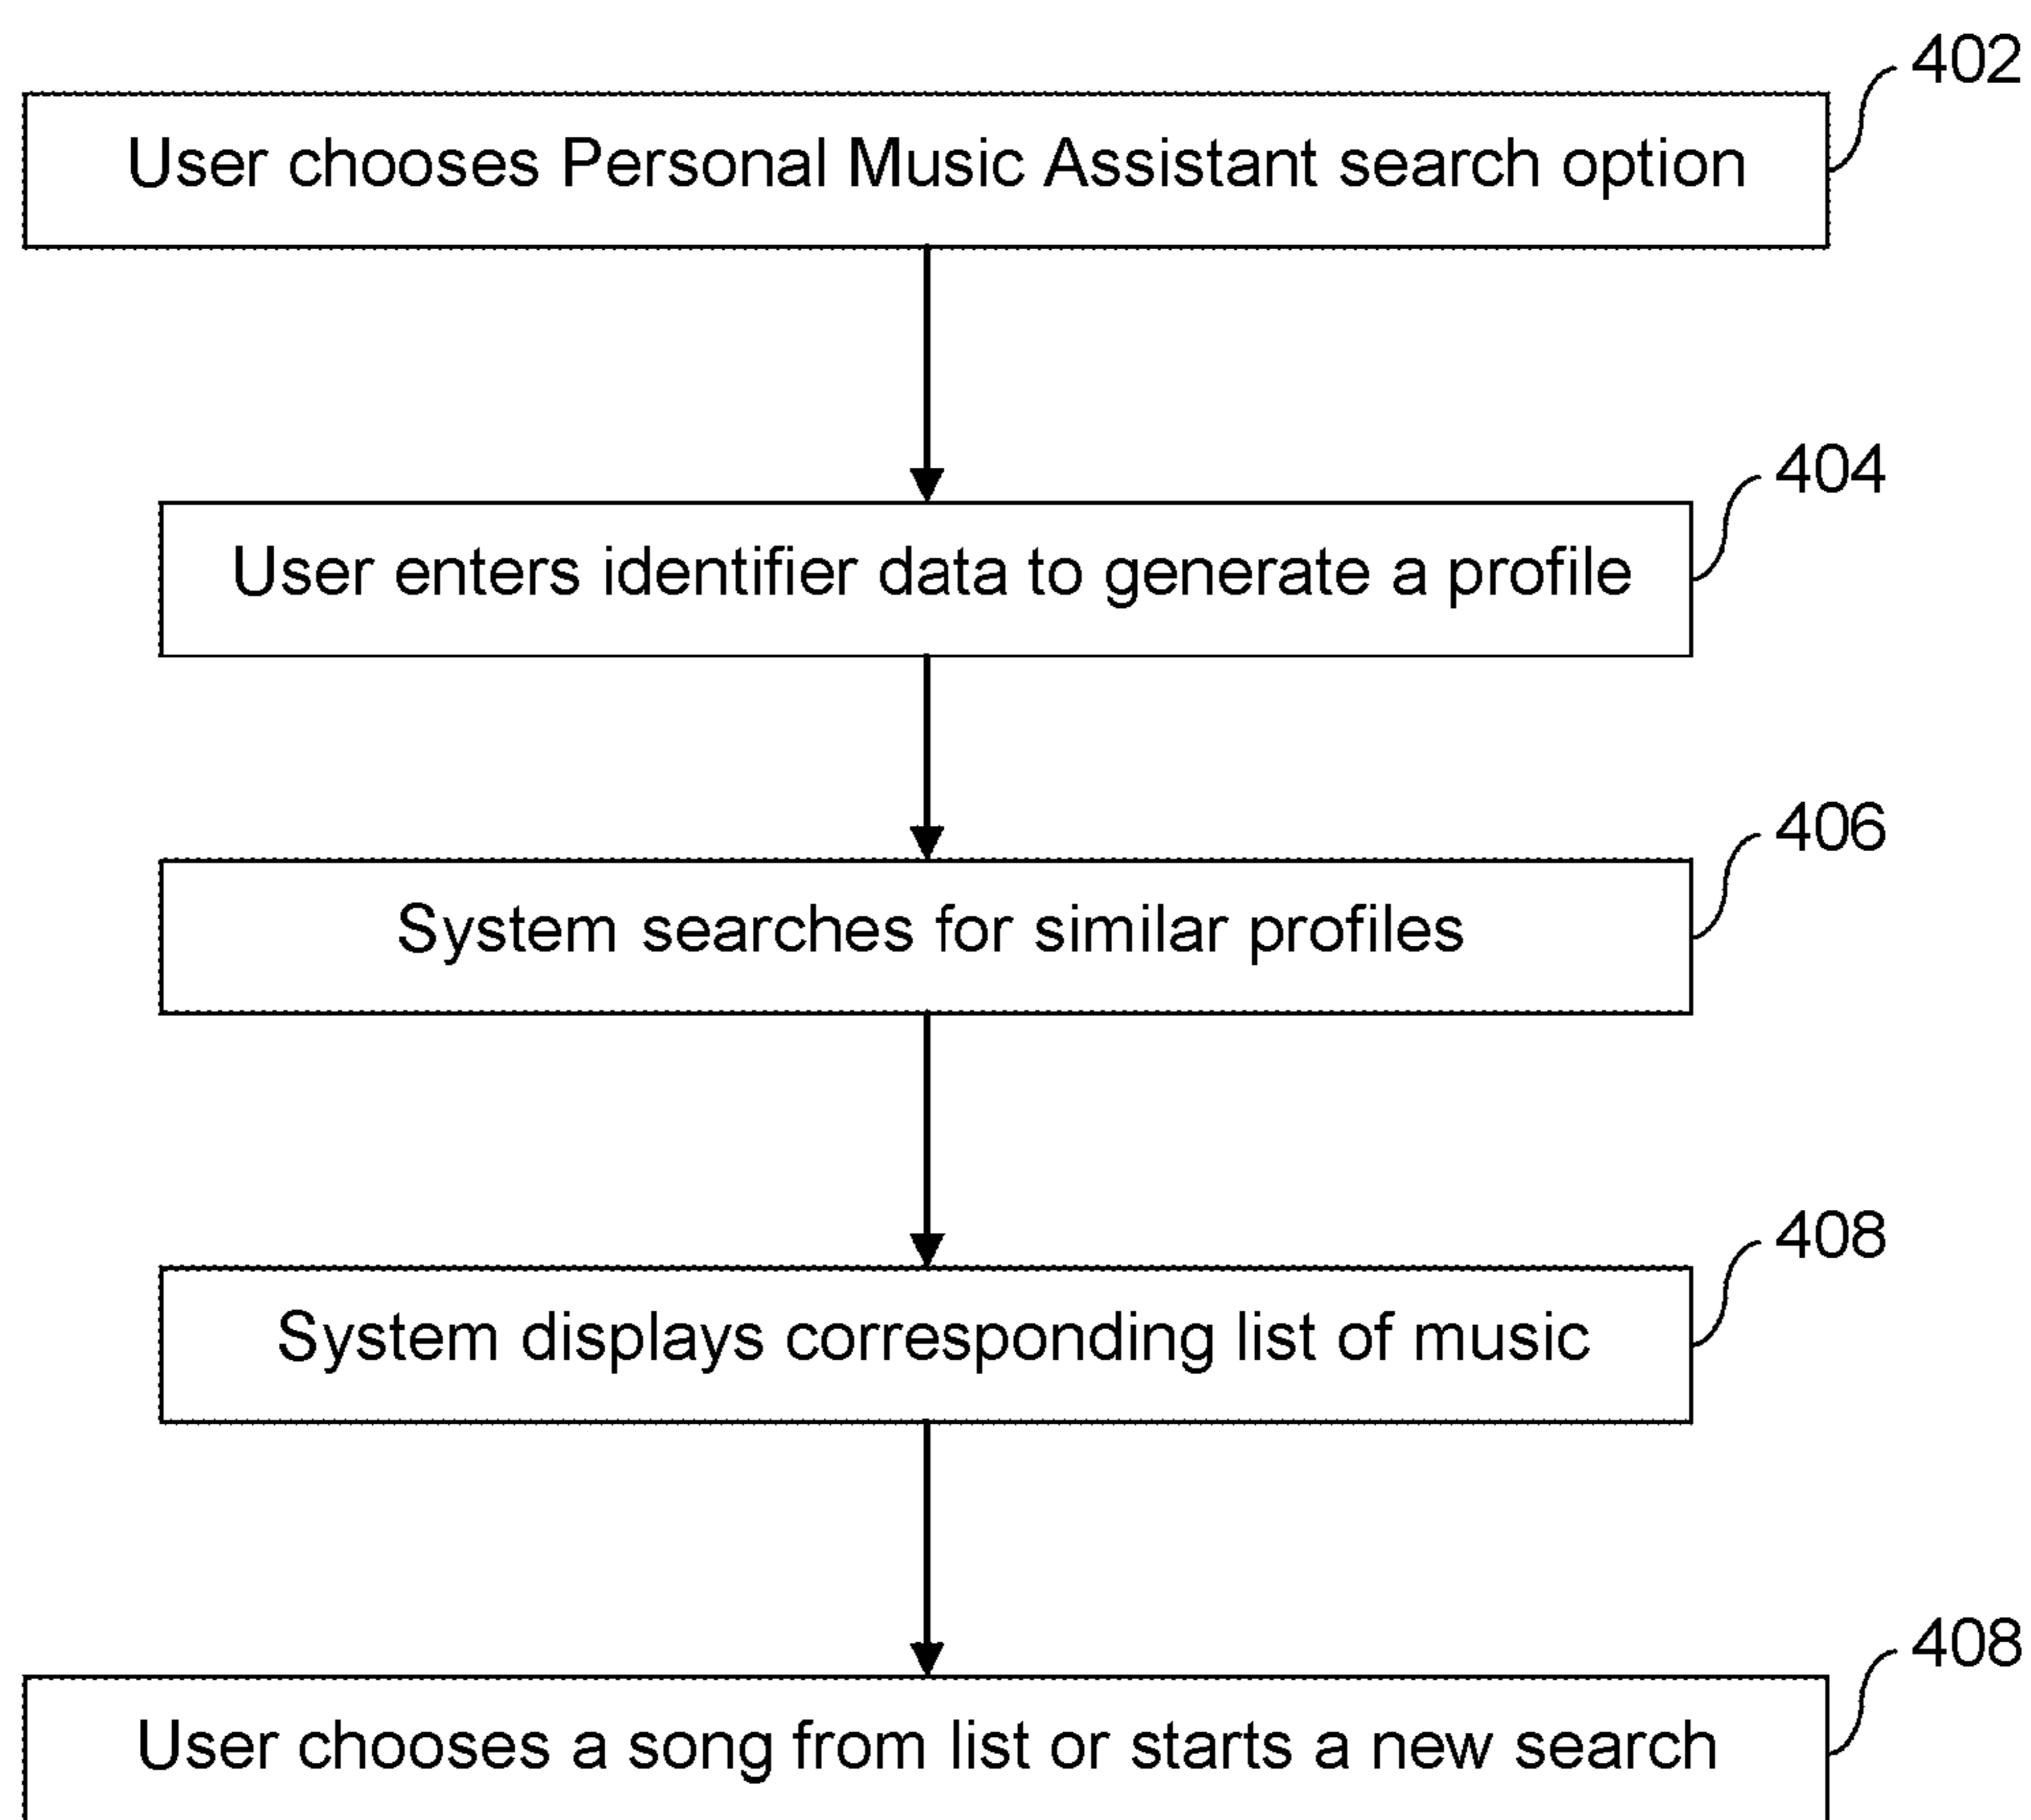 402
User chooses Personal Music Assistant search option
404
User enters identifier data to generate a profile
406
System searches for similar profiles
408
System displays corresponding list of music
408
User chooses a song from list or starts a new search